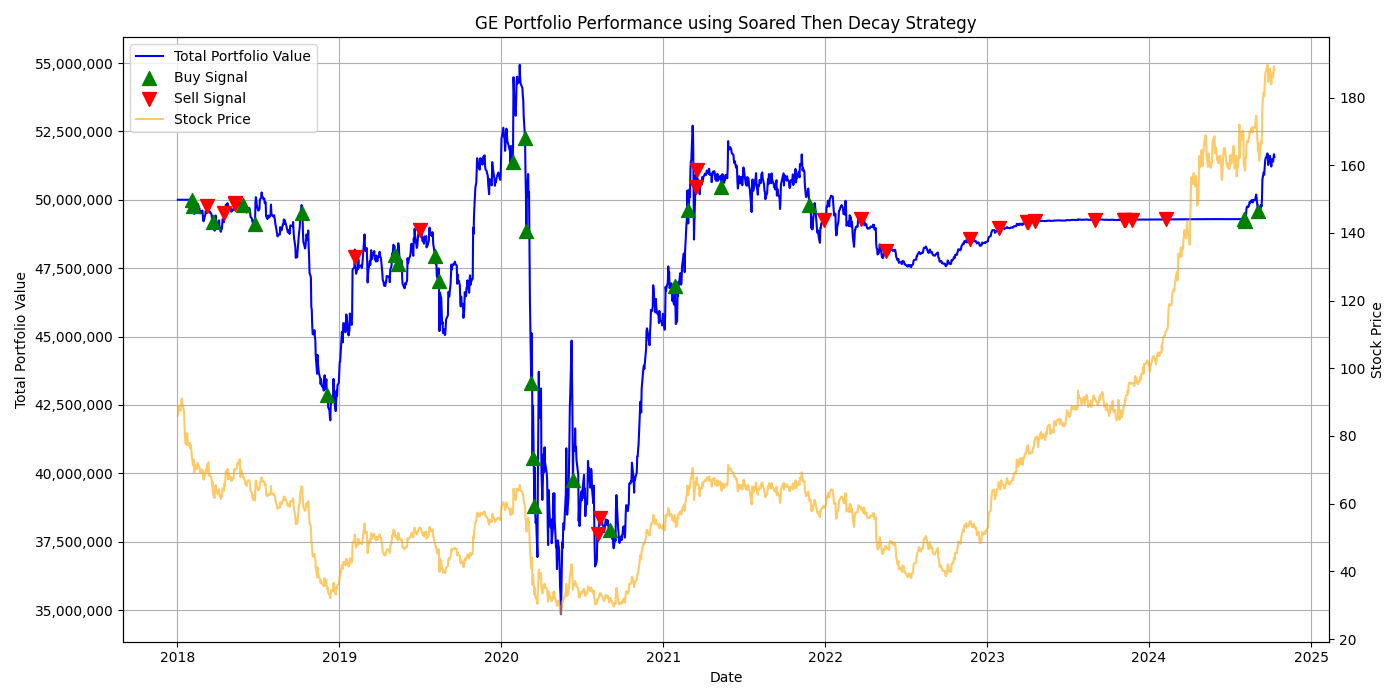 GE Portfolio Performance using Soared Then Decay Strategy
Total Portfolio Value
Buy Signal
Sell Signal
Stock Price
55,000,000
52,500,000
50,000,000
47,500,000
45,000,000
42,500,000
40,000,000
37,500,000
35,000,000
Total Portfolio Value
180
160
140
120
100
80
60
40
20
Stock Price
2018 2019 2020 2021 2022 2023 2024 2025
Date